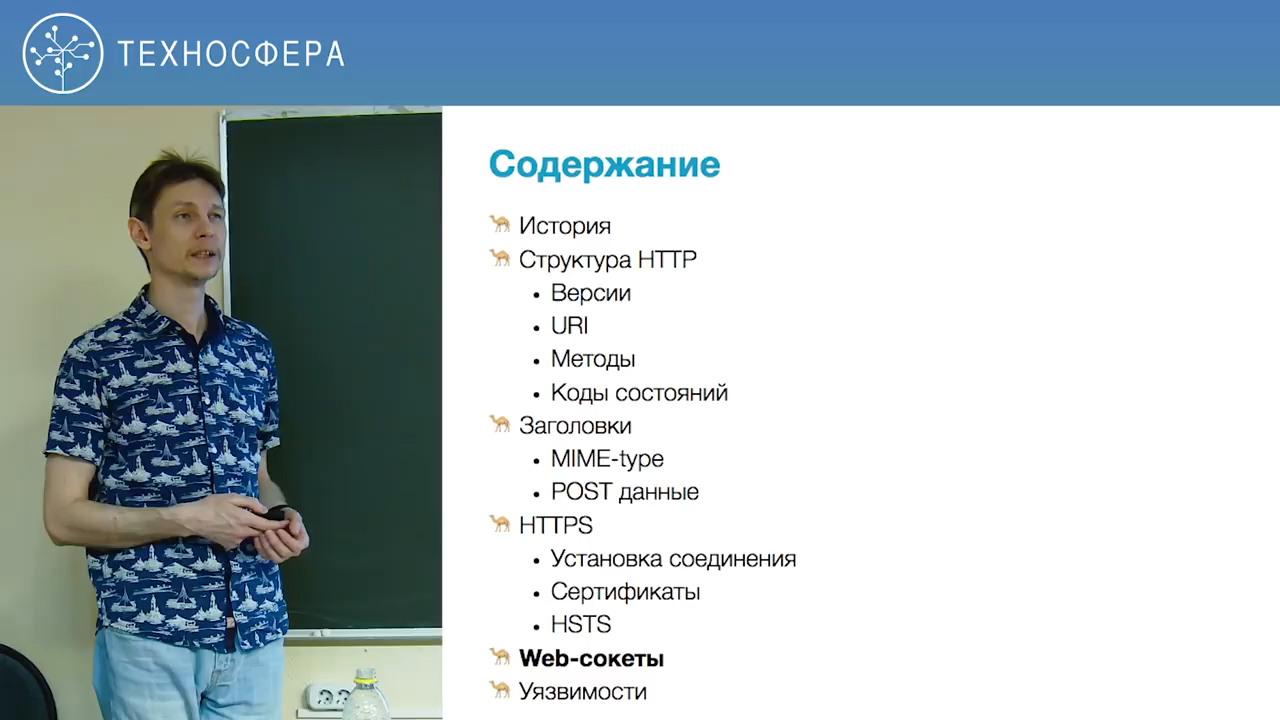 ТЕХНОСФЕРА
Содержание
История
Структура HTTP
Версии
URI
Методы
Коды состояний
Заголовки
MIME-type
POST данные
HTTPS
Установка соединения
Сертификаты
HSTS
Web-сокеты
Уязвимости